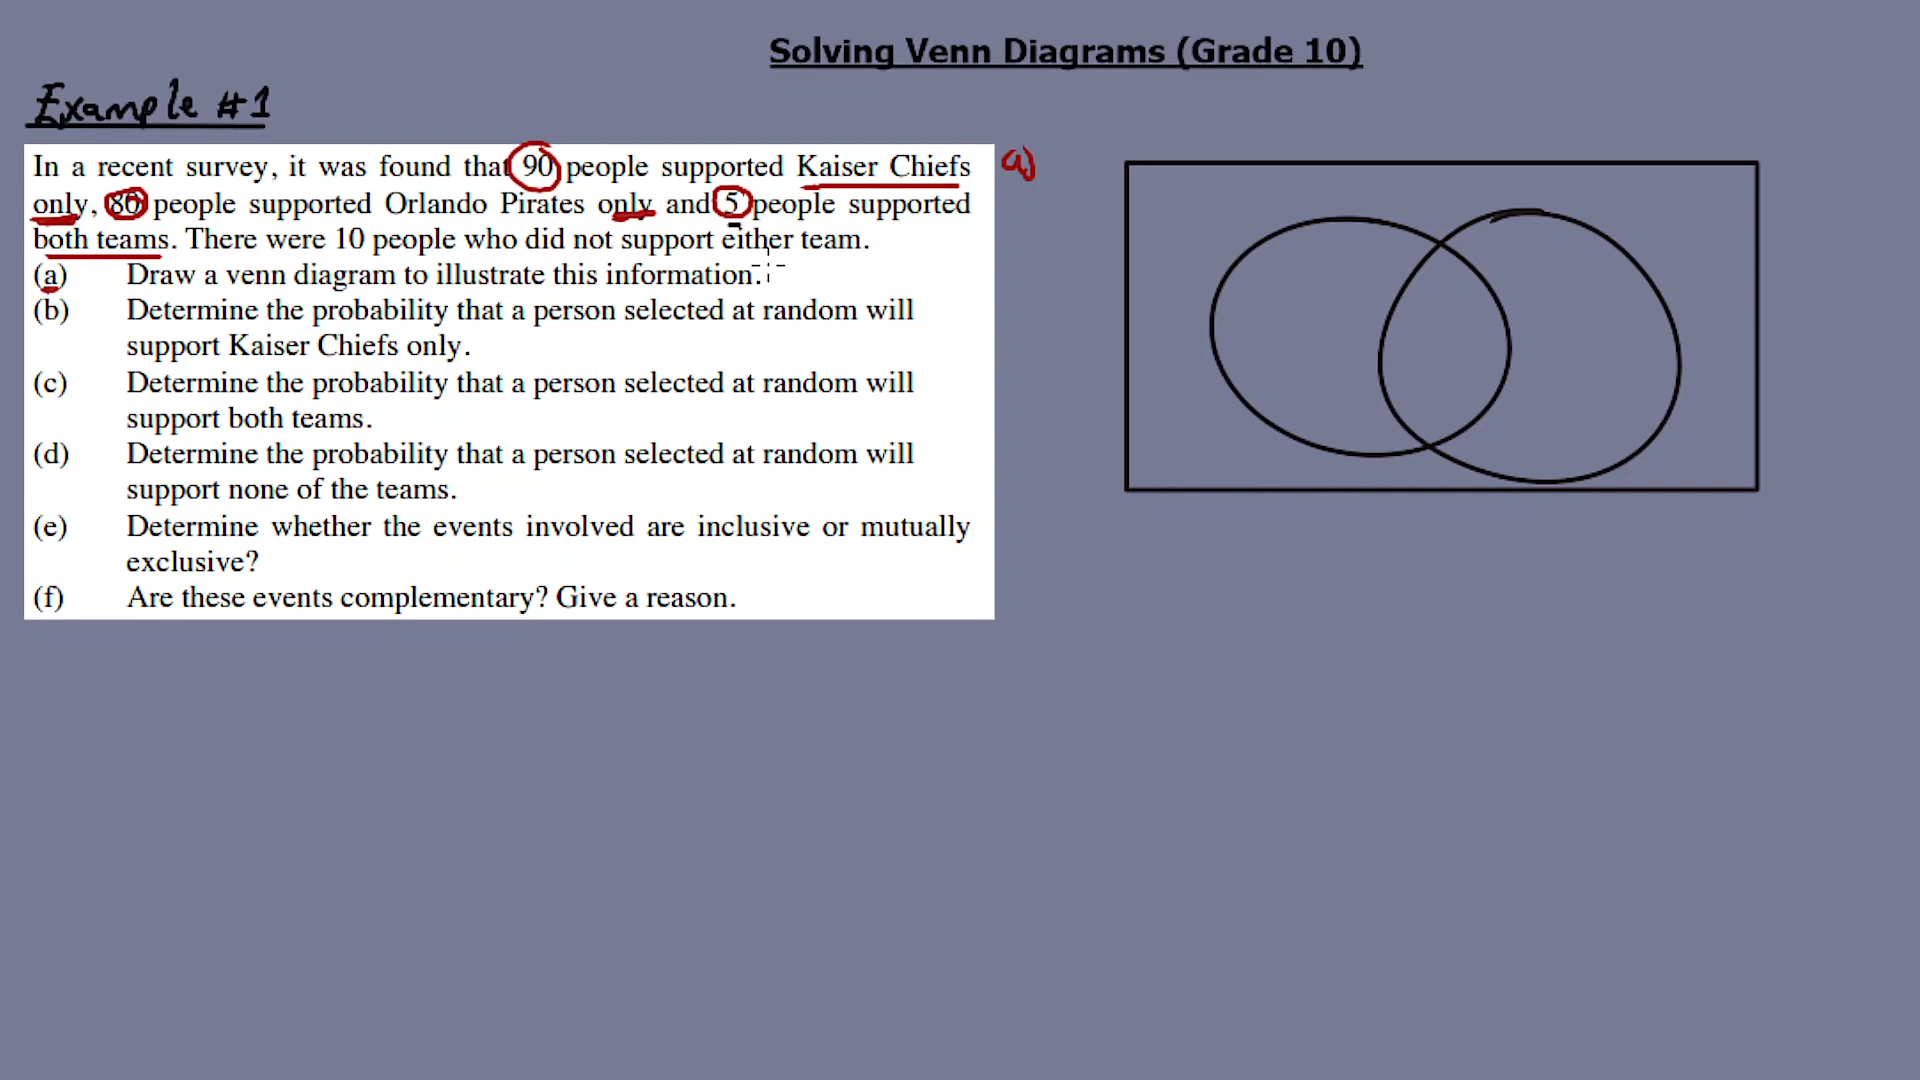 Solving Venn Diagrams (Grade 10)
Example #1
In a recent survey, it was found that 90 people supported Kaiser Chiefs
only, 80 people supported Orlando Pirates only and 5 people supported
both teams. There were 10 people who did not support either team.
(a) Draw a venn diagram to illustrate this information.
(b) Determine the probability that a person selected at random will
support Kaiser Chiefs only.
(c) Determine the probability that a person selected at random will
support both teams.
(d) Determine the probability that a person selected at random will
support none of the teams.
(e) Determine whether the events involved are inclusive or mutually
exclusive?
(f) Are these events complementary? Give a reason.
a)